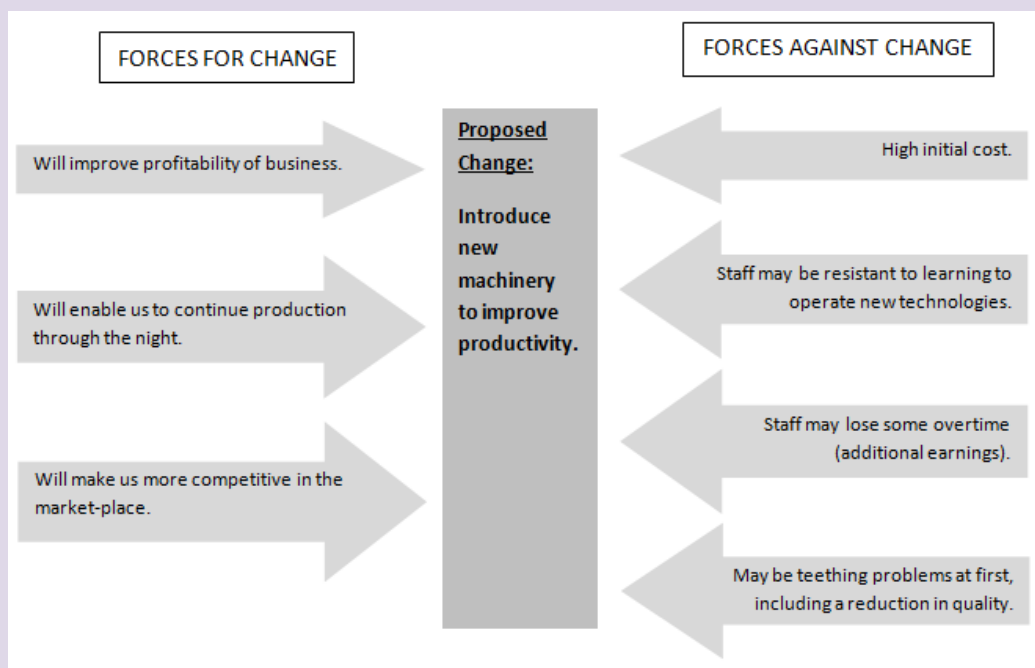 FORCES FOR CHANGE
FORCES AGAINST CHANGE
Will improve profitability of business.
Will enable us to continue production
through the night.
Will make us more competitive in the
market-place.
Proposed
Change:
Introduce
new
machinery
to improve
productivity.
High initial cost.
Staff may be resistant to learning to
operate new technologies.
Staff may lose some overtime
(additional earnings).
May be teething problems at first,
including a reduction in quality.